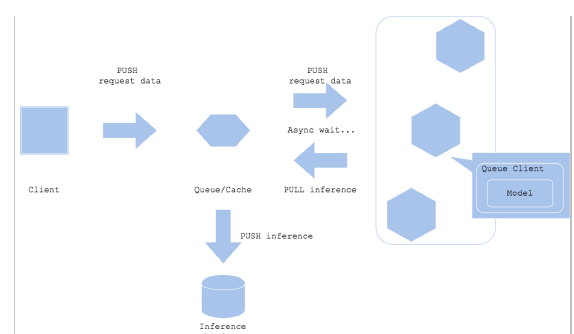 PUSH
request data
PUSH
request data
Async wait...
Queue Client
Model
Client
Queue/Cache
PULL inference
PUSH inference
Inference